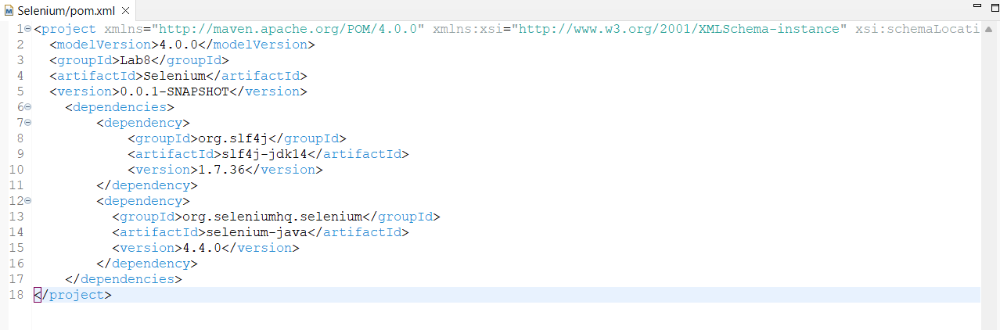 Selenium/pom.xml
1 <project xmlns="http://maven.apache.org/POM/4.0.0" xmlns:xsi="http://www.w3.org/2001/XMLSchema-instance" xsi:schemaLocati
2 <modelVersion>4.0.0</modelVersion>
3 <groupId>Lab8</groupId>
4 <artifactId>Selenium</artifactId>
5 <version>0.0.1-SNAPSHOT</version>
6 <dependencies>
7 <dependency>
8 <groupId>org.slf4j</groupId>
9 <artifactId>slf4j-jdk14</artifactId>
10 <version>1.7.36</version>
11 </dependency>
12 <dependency>
13 <groupId>org.seleniumhq.selenium</groupId>
14 <artifactId>selenium-java</artifactId>
15 <version>4.4.0</version>
16 </dependency>
17 </dependencies>
18 </project>